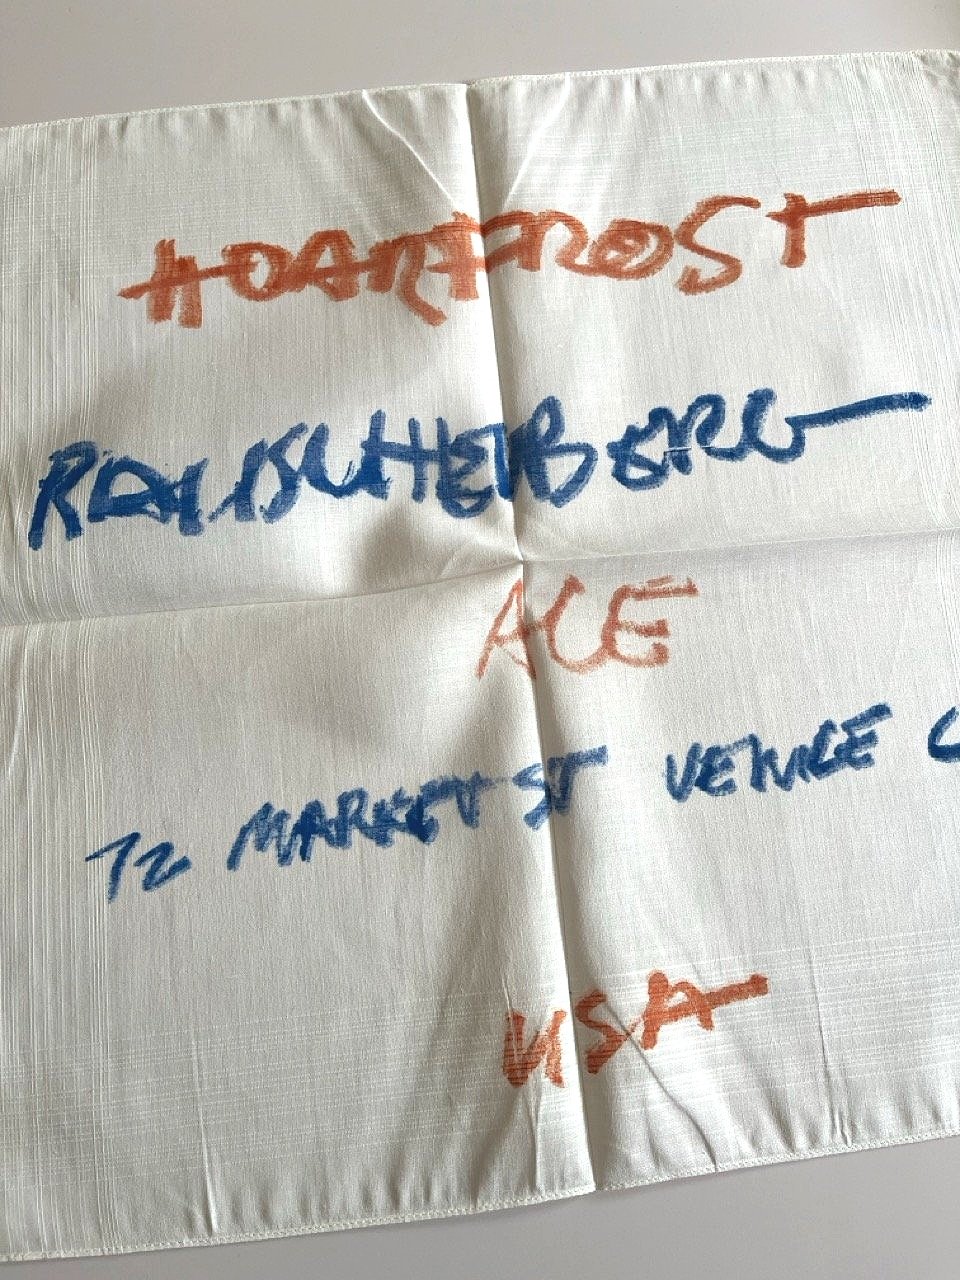 HOARFROST
RAUSCHENBERG
ACE
72 MARKET ST VENICE C
USA